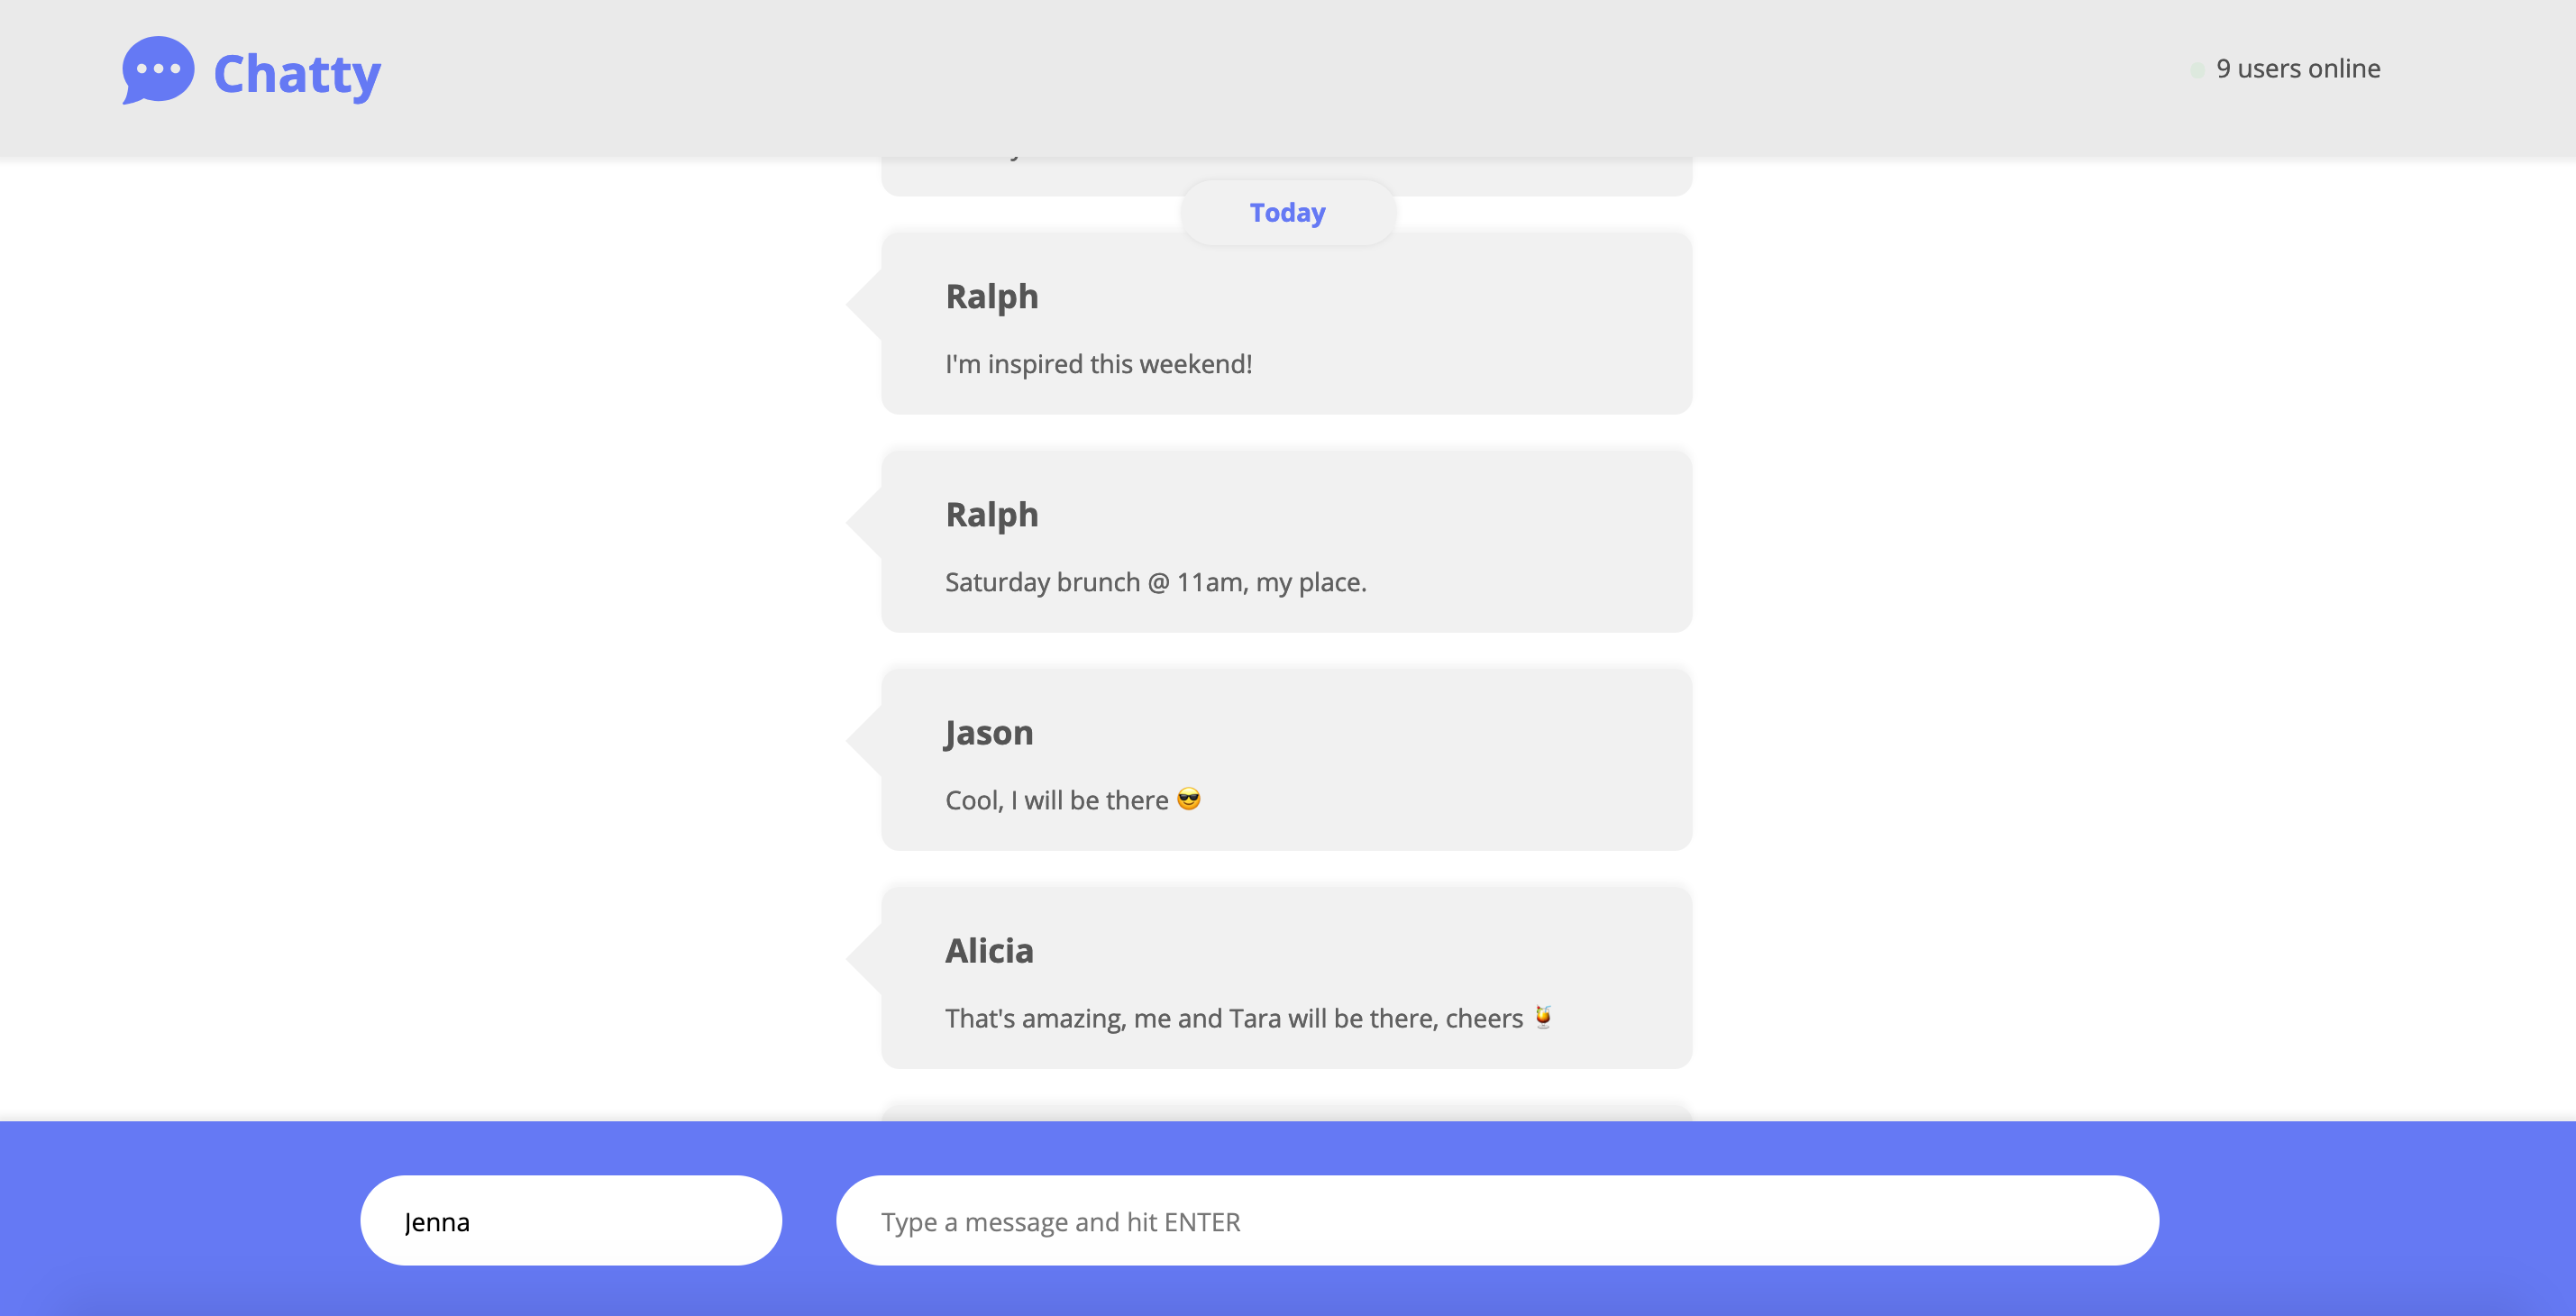 Chatty
9 users online
Today
Ralph
I'm inspired this weekend!
Ralph
Saturday brunch @ 11am, my place.
Jason
Cool, I will be there 😎
Alicia
That's amazing, me and Tara will be there, cheers 🍹
Jenna
Type a message and hit ENTER